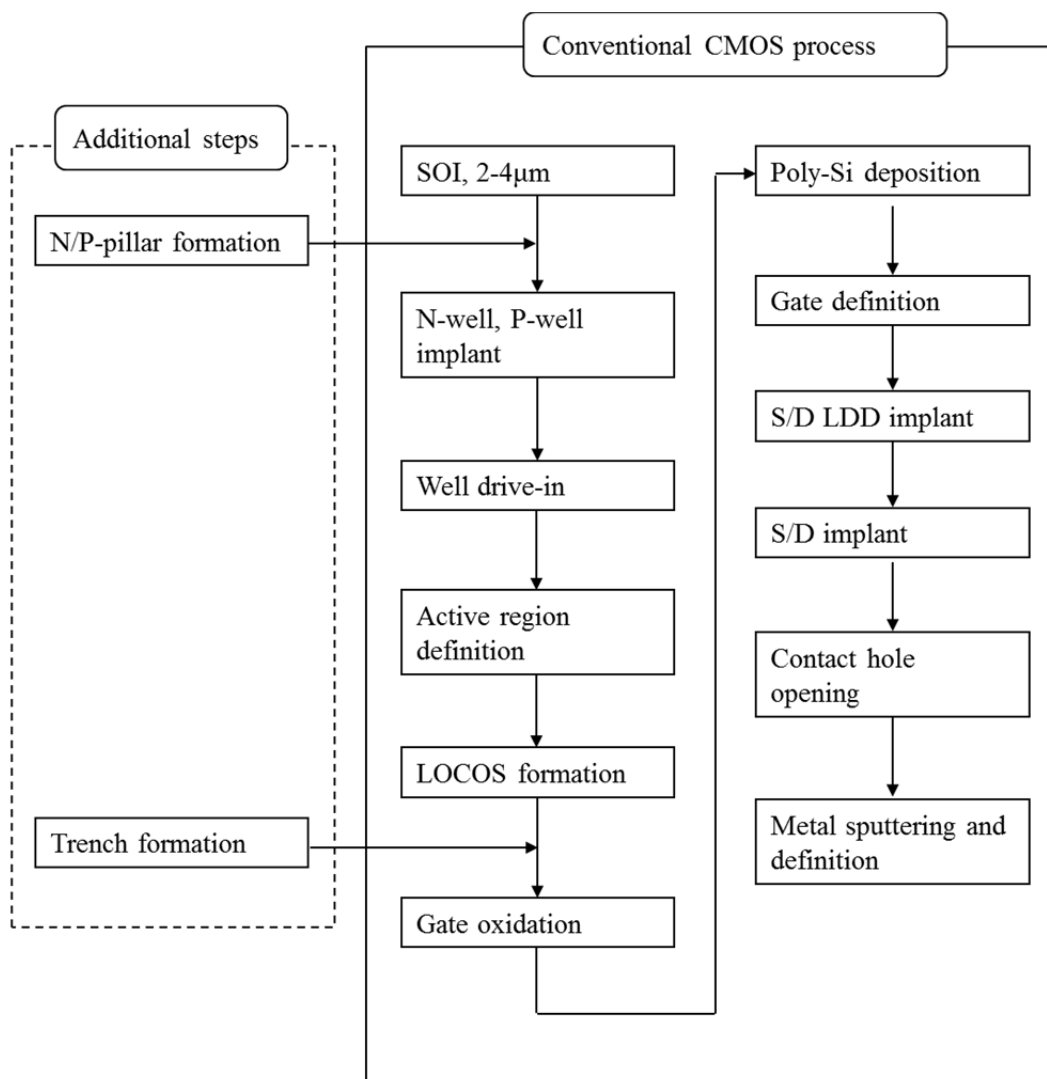 Conventional CMOS process
Additional steps
N/P-pillar formation
Trench formation
SOI, 2-4μm
N-well, P-well
implant
Well drive-in
Active region
definition
LOCOS formation
Gate oxidation
Poly-Si deposition
Gate definition
S/D LDD implant
S/D implant
Contact hole
opening
Metal sputtering and
definition